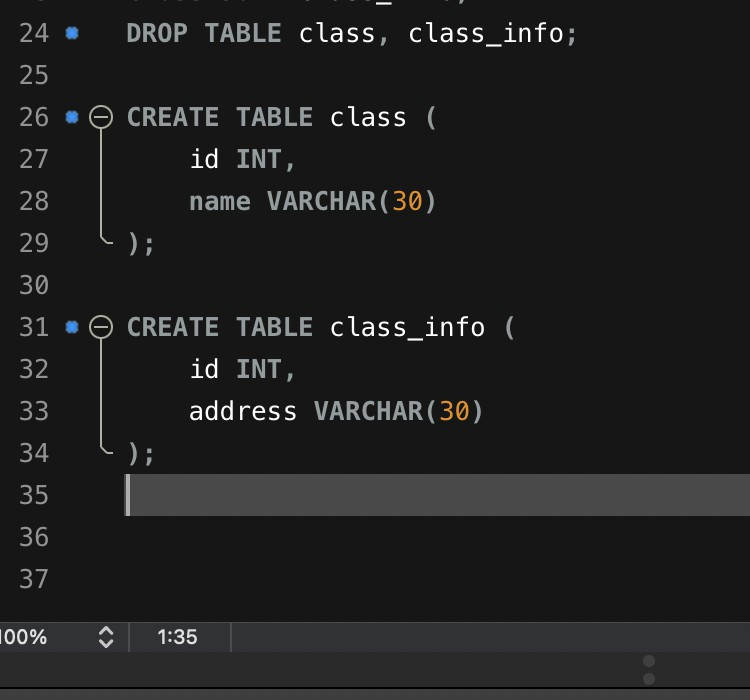 24 DROP TABLE class, class_info;
25
26 CREATE TABLE class (
27 id INT,
28 name VARCHAR(30)
29 );
30
31 CREATE TABLE class_info (
32 id INT,
33 address VARCHAR(30)
34 );
35
36
37
100% 1:35